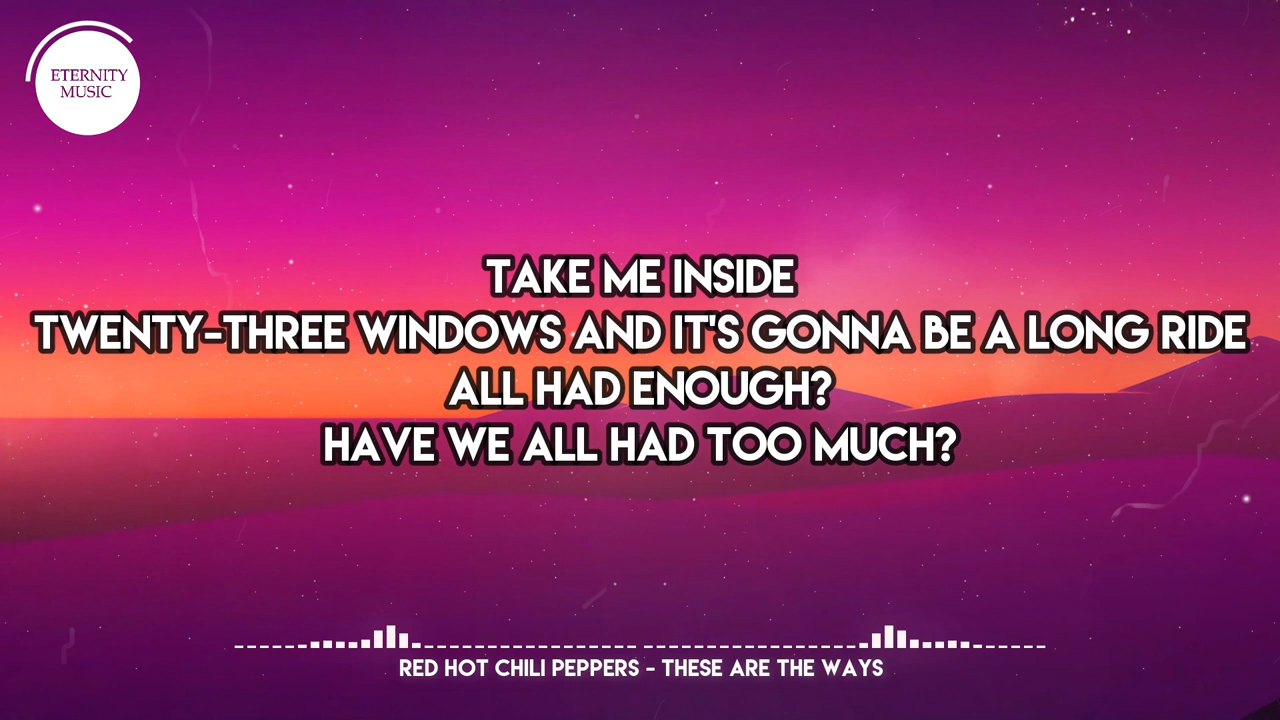 ETERNITY
MUSIC
TAKE ME INSIDE
TWENTY-THREE WINDOWS AND IT'S GONNA BE A LONG RIDE
ALL HAD ENOUGH?
HAVE WE ALL HAD TOO MUCH?
RED HOT CHILI PEPPERS - THESE ARE THE WAYS